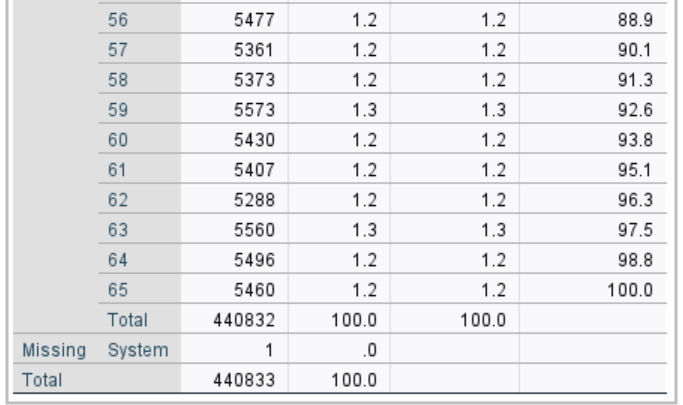 56 5477 1.2 1.2 88.9
57 5361 1.2 1.2 90.1
58 5373 1.2 1.2 91.3
59 5573 1.3 1.3 92.6
60 5430 1.2 1.2 93.8
61 5407 1.2 1.2 95.1
62 5288 1.2 1.2 96.3
63 5560 1.3 1.3 97.5
64 5496 1.2 1.2 98.8
65 5460 1.2 1.2 100.0
Total 440832 100.0 100.0
Missing System 1 .0
Total 440833 100.0